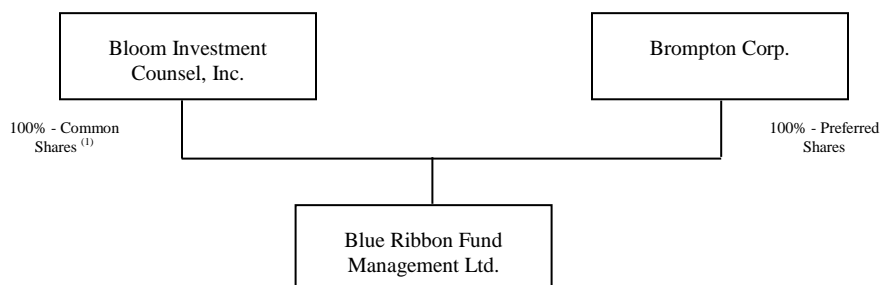 Bloom Investment
Counsel, Inc.
Brompton Corp.
100% - Common
Shares (1)
100% - Preferred
Shares
Blue Ribbon Fund
Management Ltd.